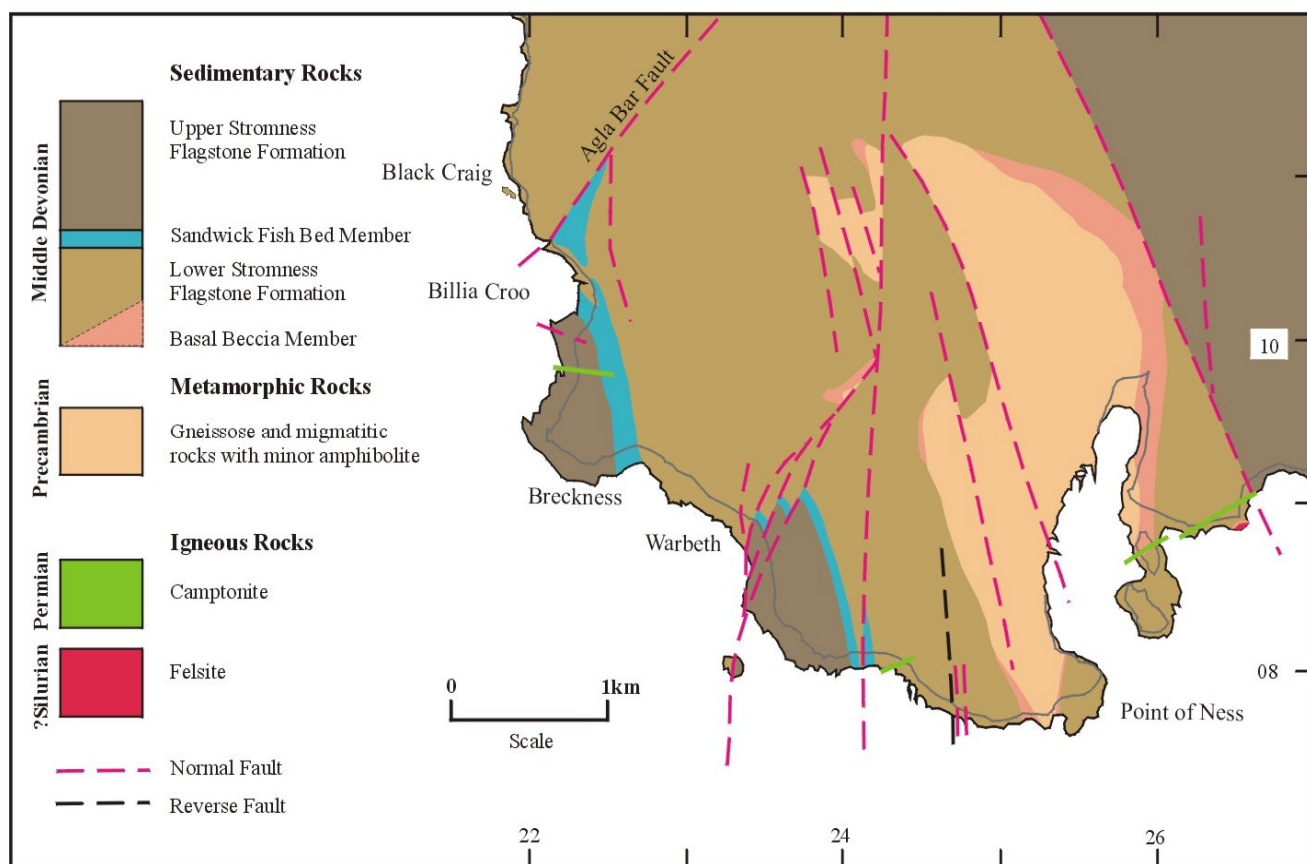 Sedimentary Rocks
Middle Devonian
Upper Stromness
Flagstone Formation
Sandwick Fish Bed Member
Lower Stromness
Flagstone Formation
Basal Beccia Member
Metamorphic Rocks
Precambrian
Gneissose and migmatitic
rocks with minor amphibolite
Igneous Rocks
Permian
Camptonite
?Silurian
Felsite
Normal Fault
Reverse Fault
Agla Bar Fault
Black Craig
Billia Croo
Breckness
Warbeth
Point of Ness
0
1km
Scale
10
08
22
24
26